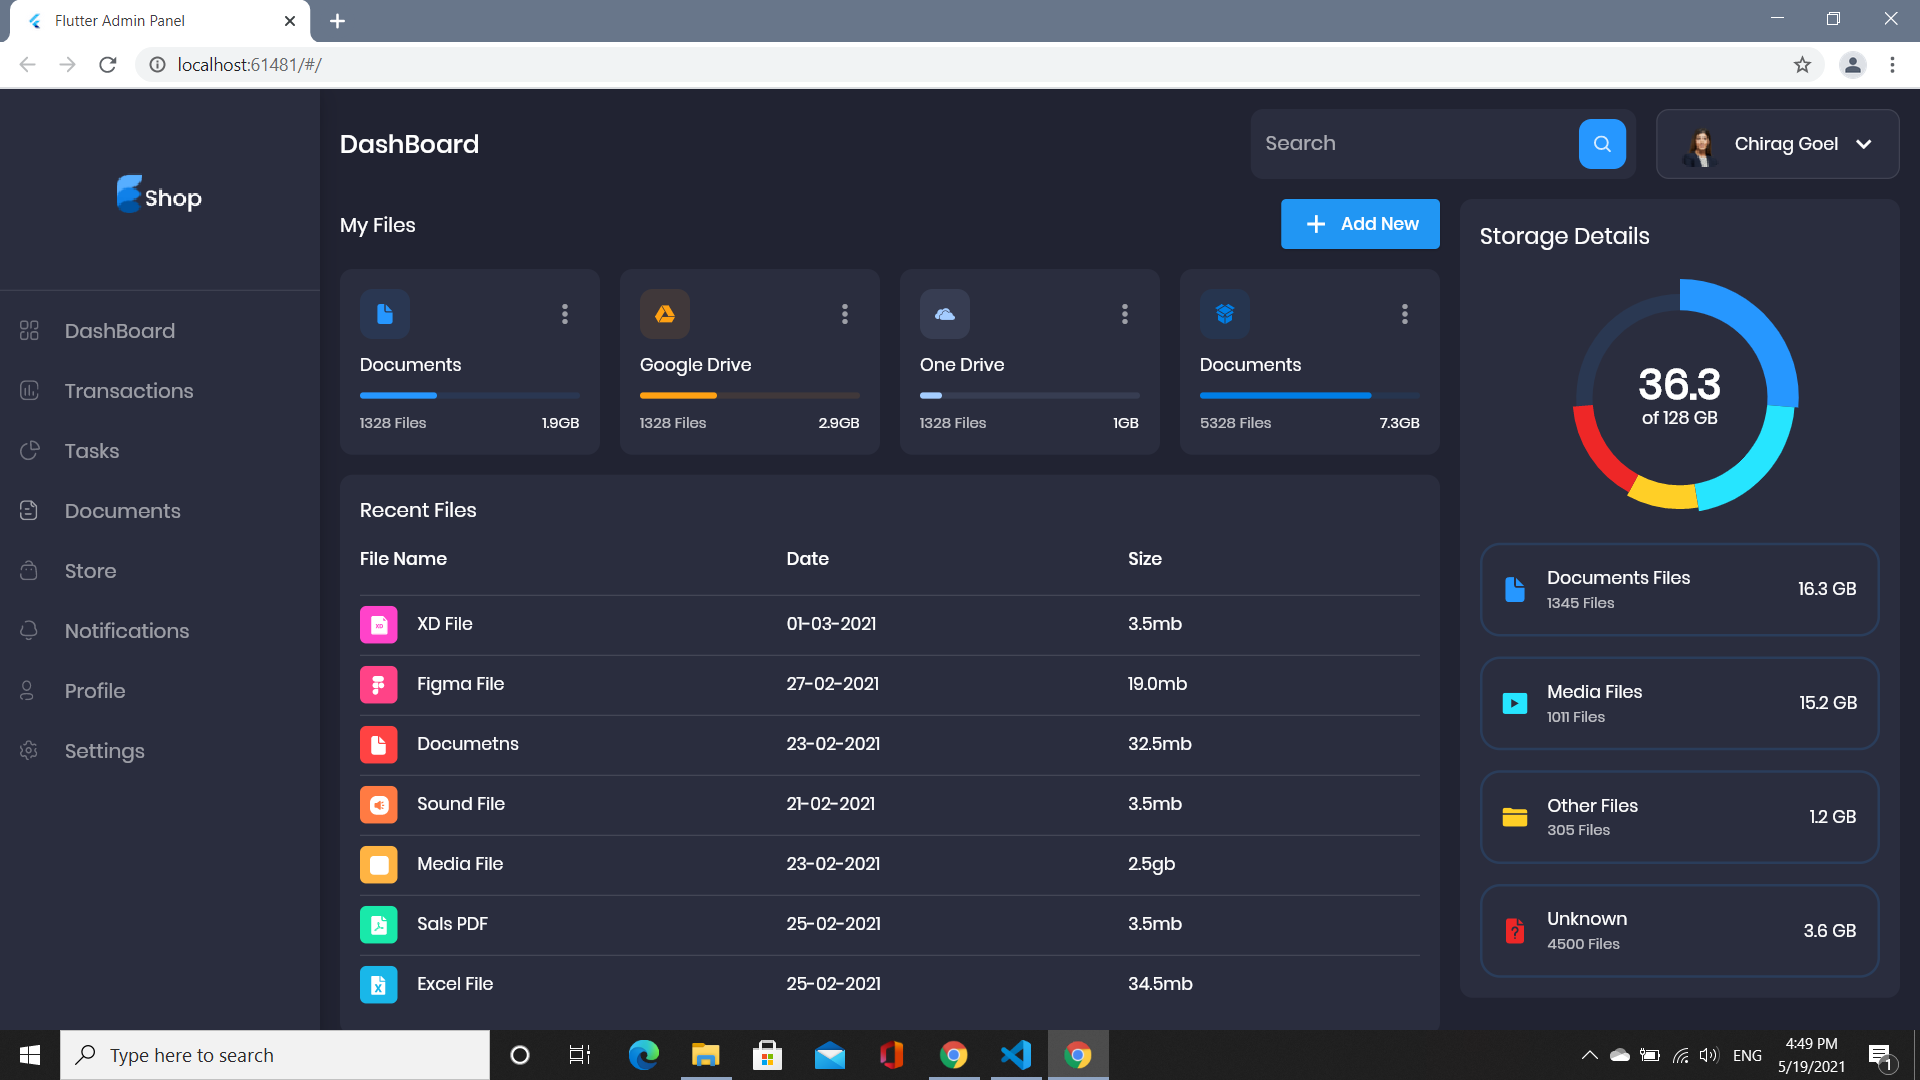 Flutter Admin Panel
localhost:61481/#/
Shop
DashBoard
Transactions
Tasks
Documents
Store
Notifications
Profile
Settings
DashBoard
Search
Chirag Goel
My Files
Add New
Documents
1328 Files 1.9GB
Google Drive
1328 Files 2.9GB
One Drive
1328 Files 1GB
Documents
5328 Files 7.3GB
Recent Files
File Name Date Size
XD File 01-03-2021 3.5mb
Figma File 27-02-2021 19.0mb
Documetns 23-02-2021 32.5mb
Sound File 21-02-2021 3.5mb
Media File 23-02-2021 2.5gb
Sals PDF 25-02-2021 3.5mb
Excel File 25-02-2021 34.5mb
Storage Details
36.3
of 128 GB
Documents Files
1345 Files
16.3 GB
Media Files
1011 Files
15.2 GB
Other Files
305 Files
1.2 GB
Unknown
4500 Files
3.6 GB
Type here to search
ENG
4:49 PM
5/19/2021
1